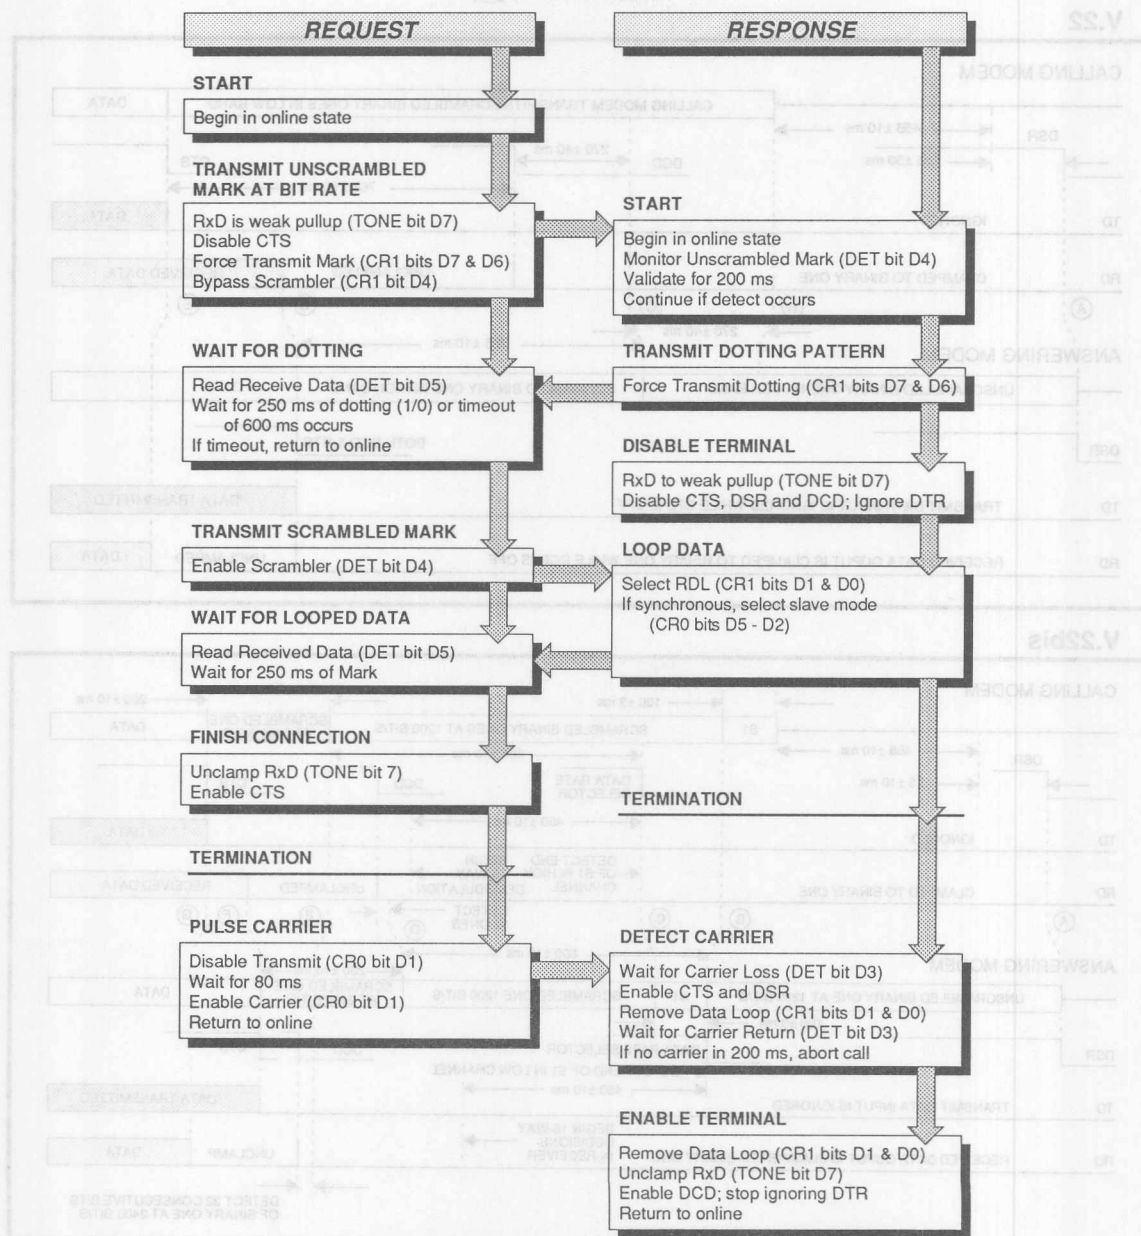 REQUEST
START
Begin in online state
TRANSMIT UNSCRAMBLED
MARK AT BIT RATE
RxD is weak pullup (TONE bit D7)
Disable CTS
Force Transmit Mark (CR1 bits D7 & D6)
Bypass Scrambler (CR1 bit D4)
WAIT FOR DOTTING
Read Receive Data (DET bit D5)
Wait for 250 ms of dotting (1/0) or timeout
of 600 ms occurs
If timeout, return to online
TRANSMIT SCRAMBLED MARK
Enable Scrambler (DET bit D4)
WAIT FOR LOOPED DATA
Read Received Data (DET bit D5)
Wait for 250 ms of Mark
FINISH CONNECTION
Unclamp RxD (TONE bit 7)
Enable CTS
TERMINATION
PULSE CARRIER
Disable Transmit (CR0 bit D1)
Wait for 80 ms
Enable Carrier (CR0 bit D1)
Return to online
RESPONSE
START
Begin in online state
Monitor Unscrambled Mark (DET bit D4)
Validate for 200 ms
Continue if detect occurs
TRANSMIT DOTTING PATTERN
Force Transmit Dotting (CR1 bits D7 & D6)
DISABLE TERMINAL
RxD to weak pullup (TONE bit D7)
Disable CTS, DSR and DCD; Ignore DTR
LOOP DATA
Select RDL (CR1 bits D1 & D0)
If synchronous, select slave mode
(CR0 bits D5 - D2)
TERMINATION
DETECT CARRIER
Wait for Carrier Loss (DET bit D3)
Enable CTS and DSR
Remove Data Loop (CR1 bits D1 & D0)
Wait for Carrier Return (DET bit D3)
If no carrier in 200 ms, abort call
ENABLE TERMINAL
Remove Data Loop (CR1 bits D1 & D0)
Unclamp RxD (TONE bit D7)
Enable DCD; stop ignoring DTR
Return to online